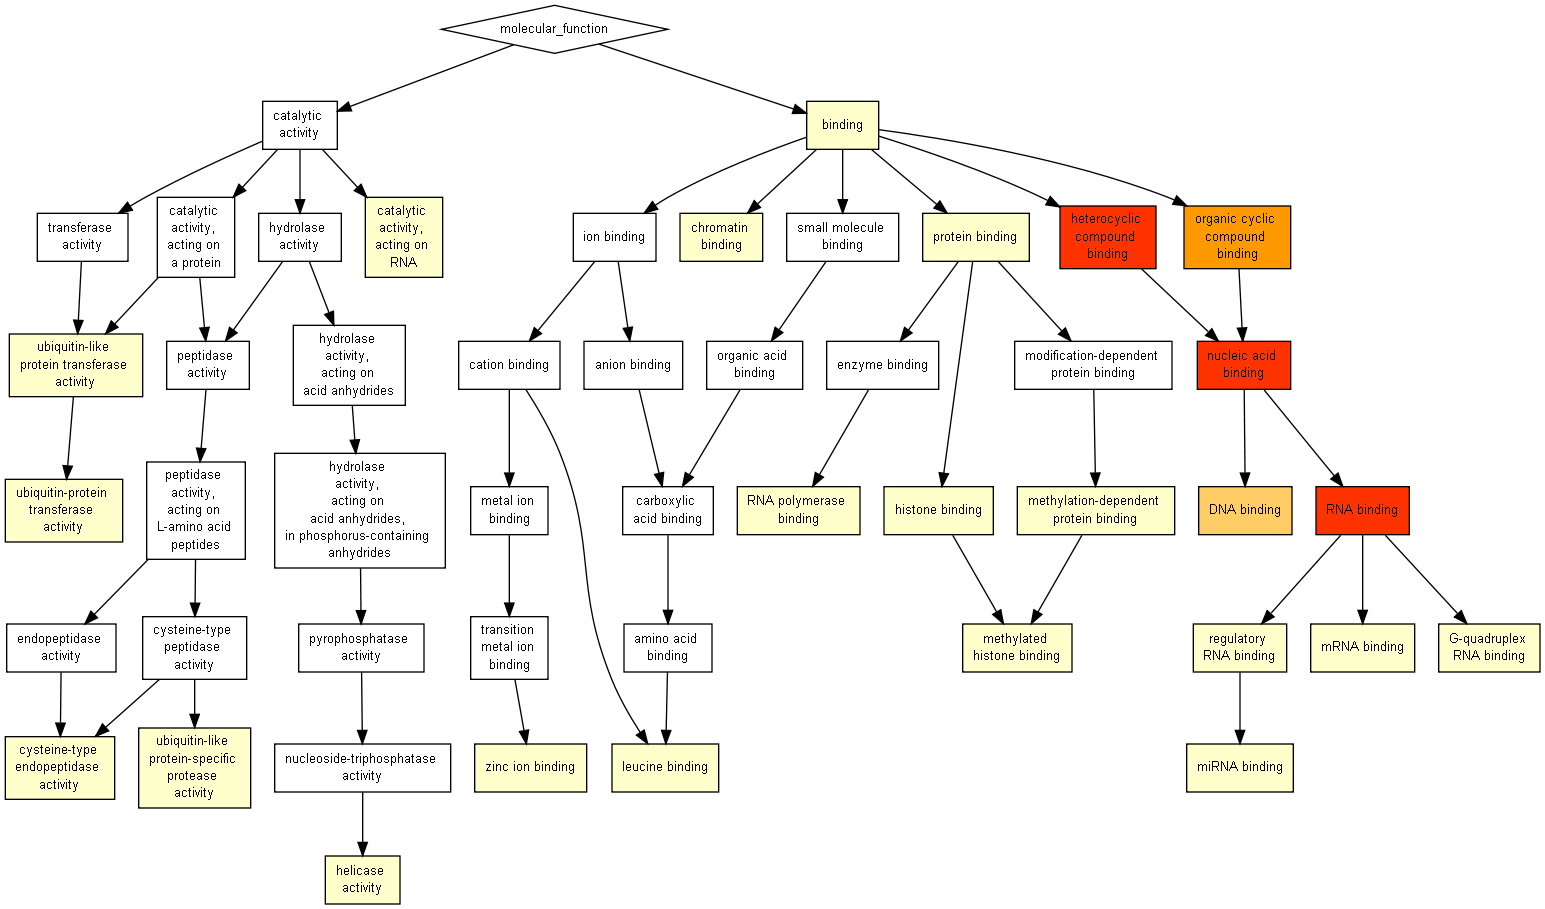 molecular_function
catalytic
activity
binding
transferase
activity
catalytic
activity,
acting on
a protein
hydrolase
activity
catalytic
activity,
acting on
RNA
ion binding
chromatin
binding
small molecule
binding
protein binding
heterocyclic
compound
binding
organic cyclic
compound
binding
ubiquitin-like
protein transferase
activity
peptidase
activity
hydrolase
activity,
acting on
acid anhydrides
cation binding
anion binding
organic acid
binding
enzyme binding
modification-dependent
protein binding
nucleic acid
binding
ubiquitin-protein
transferase
activity
peptidase
activity,
acting on
L-amino acid
peptides
hydrolase
activity,
acting on
acid anhydrides,
in phosphorus-containing
anhydrides
metal ion
binding
carboxylic
acid binding
RNA polymerase
binding
histone binding
methylation-dependent
protein binding
DNA binding
RNA binding
endopeptidase
activity
cysteine-type
peptidase
activity
pyrophosphatase
activity
transition
metal ion
binding
amino acid
binding
methylated
histone binding
regulatory
RNA binding
mRNA binding
G-quadruplex
RNA binding
cysteine-type
endopeptidase
activity
ubiquitin-like
protein-specific
protease
activity
nucleoside-triphosphatase
activity
zinc ion binding
leucine binding
miRNA binding
helicase
activity